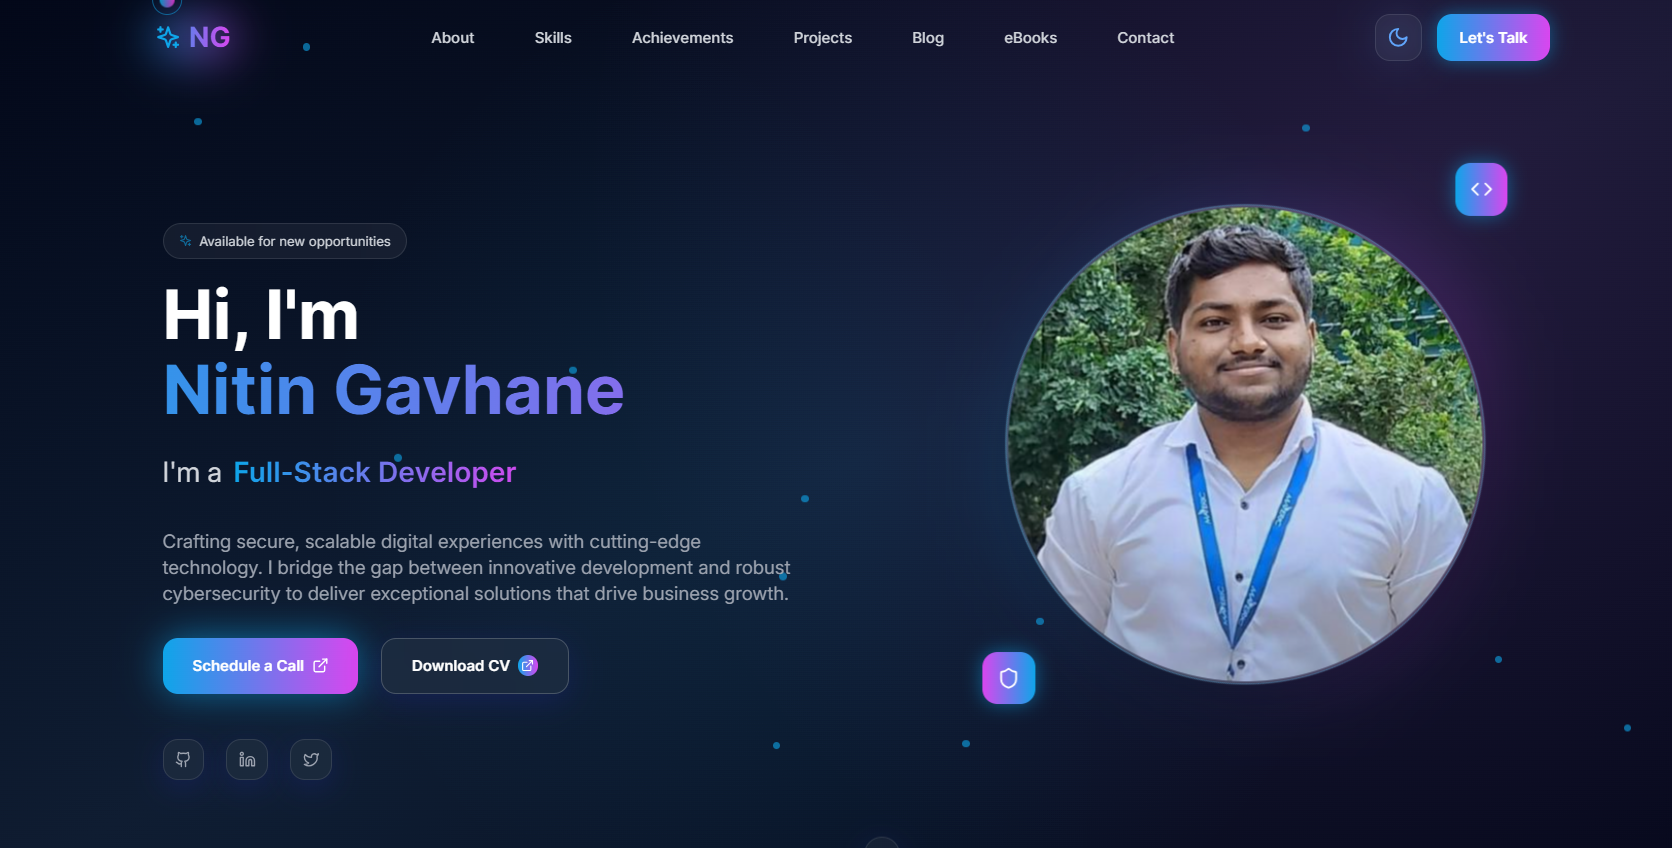 NG
About
Skills
Achievements
Projects
Blog
eBooks
Contact
Let's Talk
Available for new opportunities
Hi, I'm
Nitin Gavhane
I'm a Full-Stack Developer
Crafting secure, scalable digital experiences with cutting-edge
technology. I bridge the gap between innovative development and robust
cybersecurity to deliver exceptional solutions that drive business growth.
Schedule a Call
Download CV